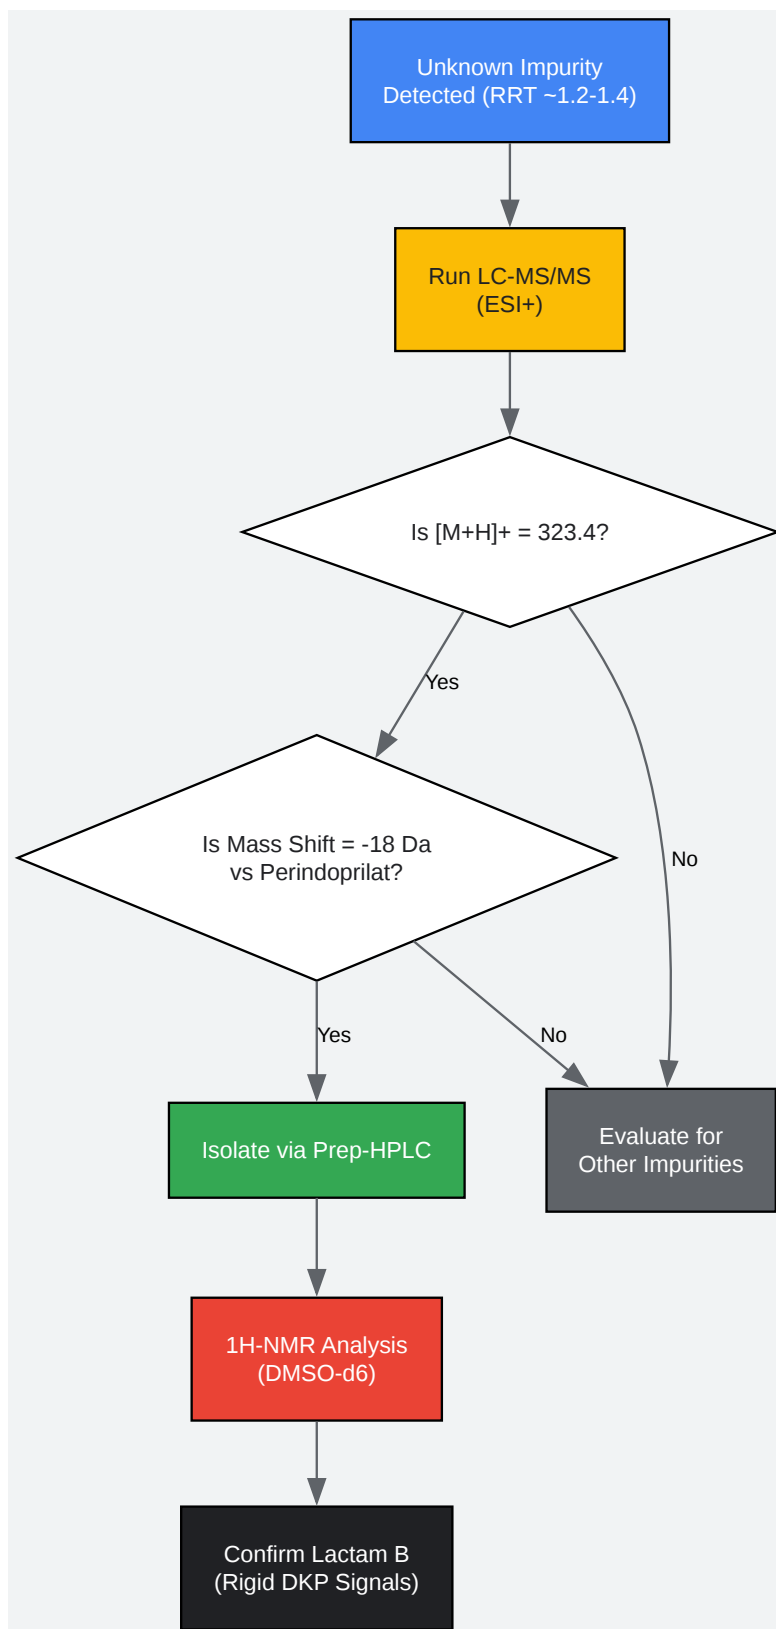 Unknown Impurity
Detected (RRT ~1.2-1.4)
Run LC-MS/MS
(ESI+)
Is [M+H]+ = 323.4?
Yes
No
Is Mass Shift = -18 Da
vs Perindoprilat?
Yes
No
Isolate via Prep-HPLC
Evaluate for
Other Impurities
1H-NMR Analysis
(DMSO-d6)
Confirm Lactam B
(Rigid DKP Signals)